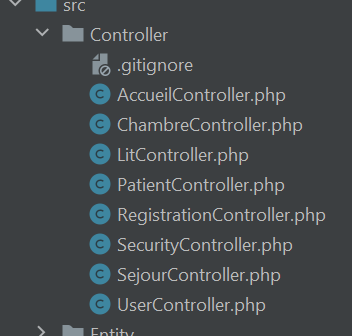 src
Controller
.gitignore
AccueilController.php
ChambreController.php
LitController.php
PatientController.php
RegistrationController.php
SecurityController.php
SejourController.php
UserController.php
Entity